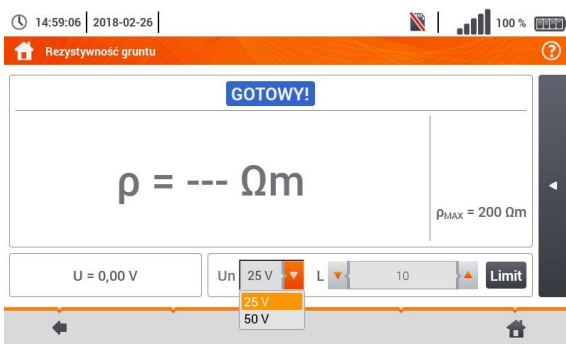 14:59:06 2018-02-26 100 %
Rezystywność gruntu ?
GOTOWY!
ρ = --- Ωm
ρMAX = 200 Ωm
U = 0,00 V Un 25 V L 10 Limit
25 V
50 V